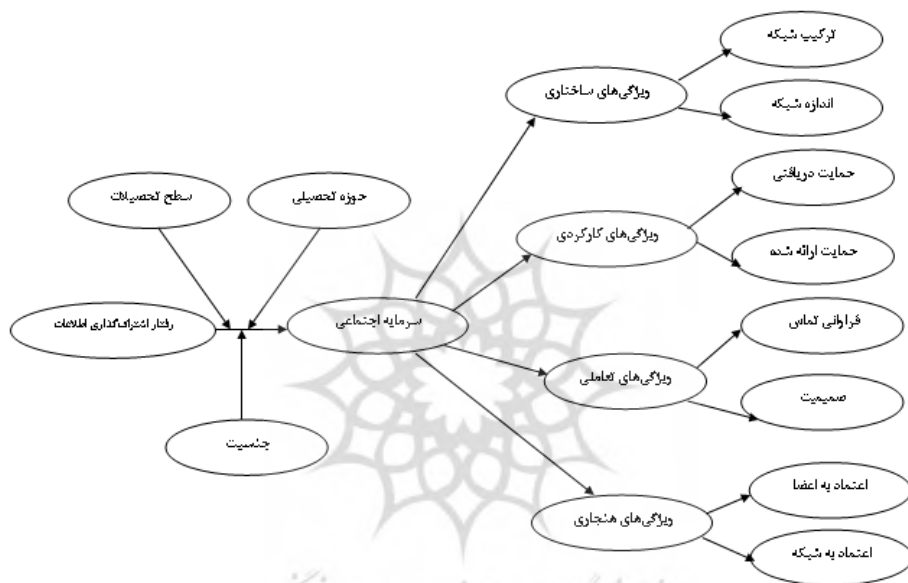 ترکیب شبکه
ویژگی‌های ساختاری
اندازه شبکه
حمایت دریافتی
سطح تحصیلات
حوزه تحصیلی
ویژگی‌های کارکردی
حمایت ارائه شده
رفتار اشتراک‌گذاری اطلاعات
سرمایه اجتماعی
فراوانی تماس
ویژگی‌های تعاملی
صمیمیت
جنسیت
اعتماد به اعضا
ویژگی‌های هنجاری
اعتماد به شبکه